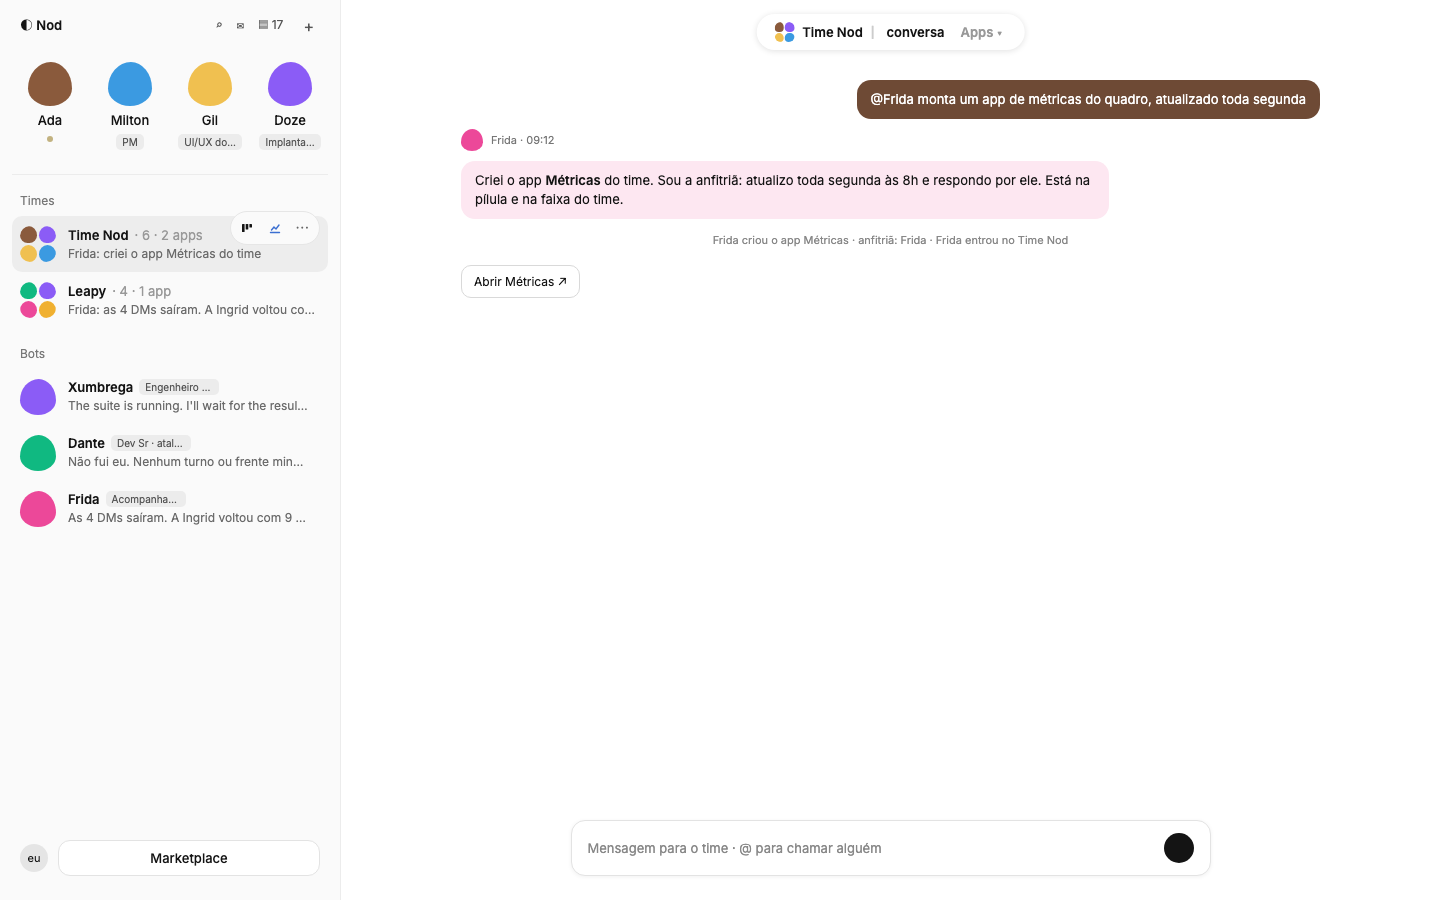 Nod
17
+
Ada
Milton
PM
Gil
UI/UX do...
Doze
Implanta...
Times
Time Nod · 6 · 2 apps
Frida: criei o app Métricas do time
Leapy · 4 · 1 app
Frida: as 4 DMs saíram. A Ingrid voltou co...
Bots
Xumbrega Engenheiro ...
The suite is running. I'll wait for the resul...
Dante Dev Sr · atal...
Não fui eu. Nenhum turno ou frente min...
Frida Acompanha...
As 4 DMs saíram. A Ingrid voltou com 9 ...
eu
Marketplace
Time Nod | conversa Apps ▾
@Frida monta um app de métricas do quadro, atualizado toda segunda
Frida · 09:12
Criei o app Métricas do time. Sou a anfitriã: atualizo toda segunda às 8h e respondo por ele. Está na
pílula e na faixa do time.
Frida criou o app Métricas · anfitriã: Frida · Frida entrou no Time Nod
Abrir Métricas ↗
Mensagem para o time · @ para chamar alguém